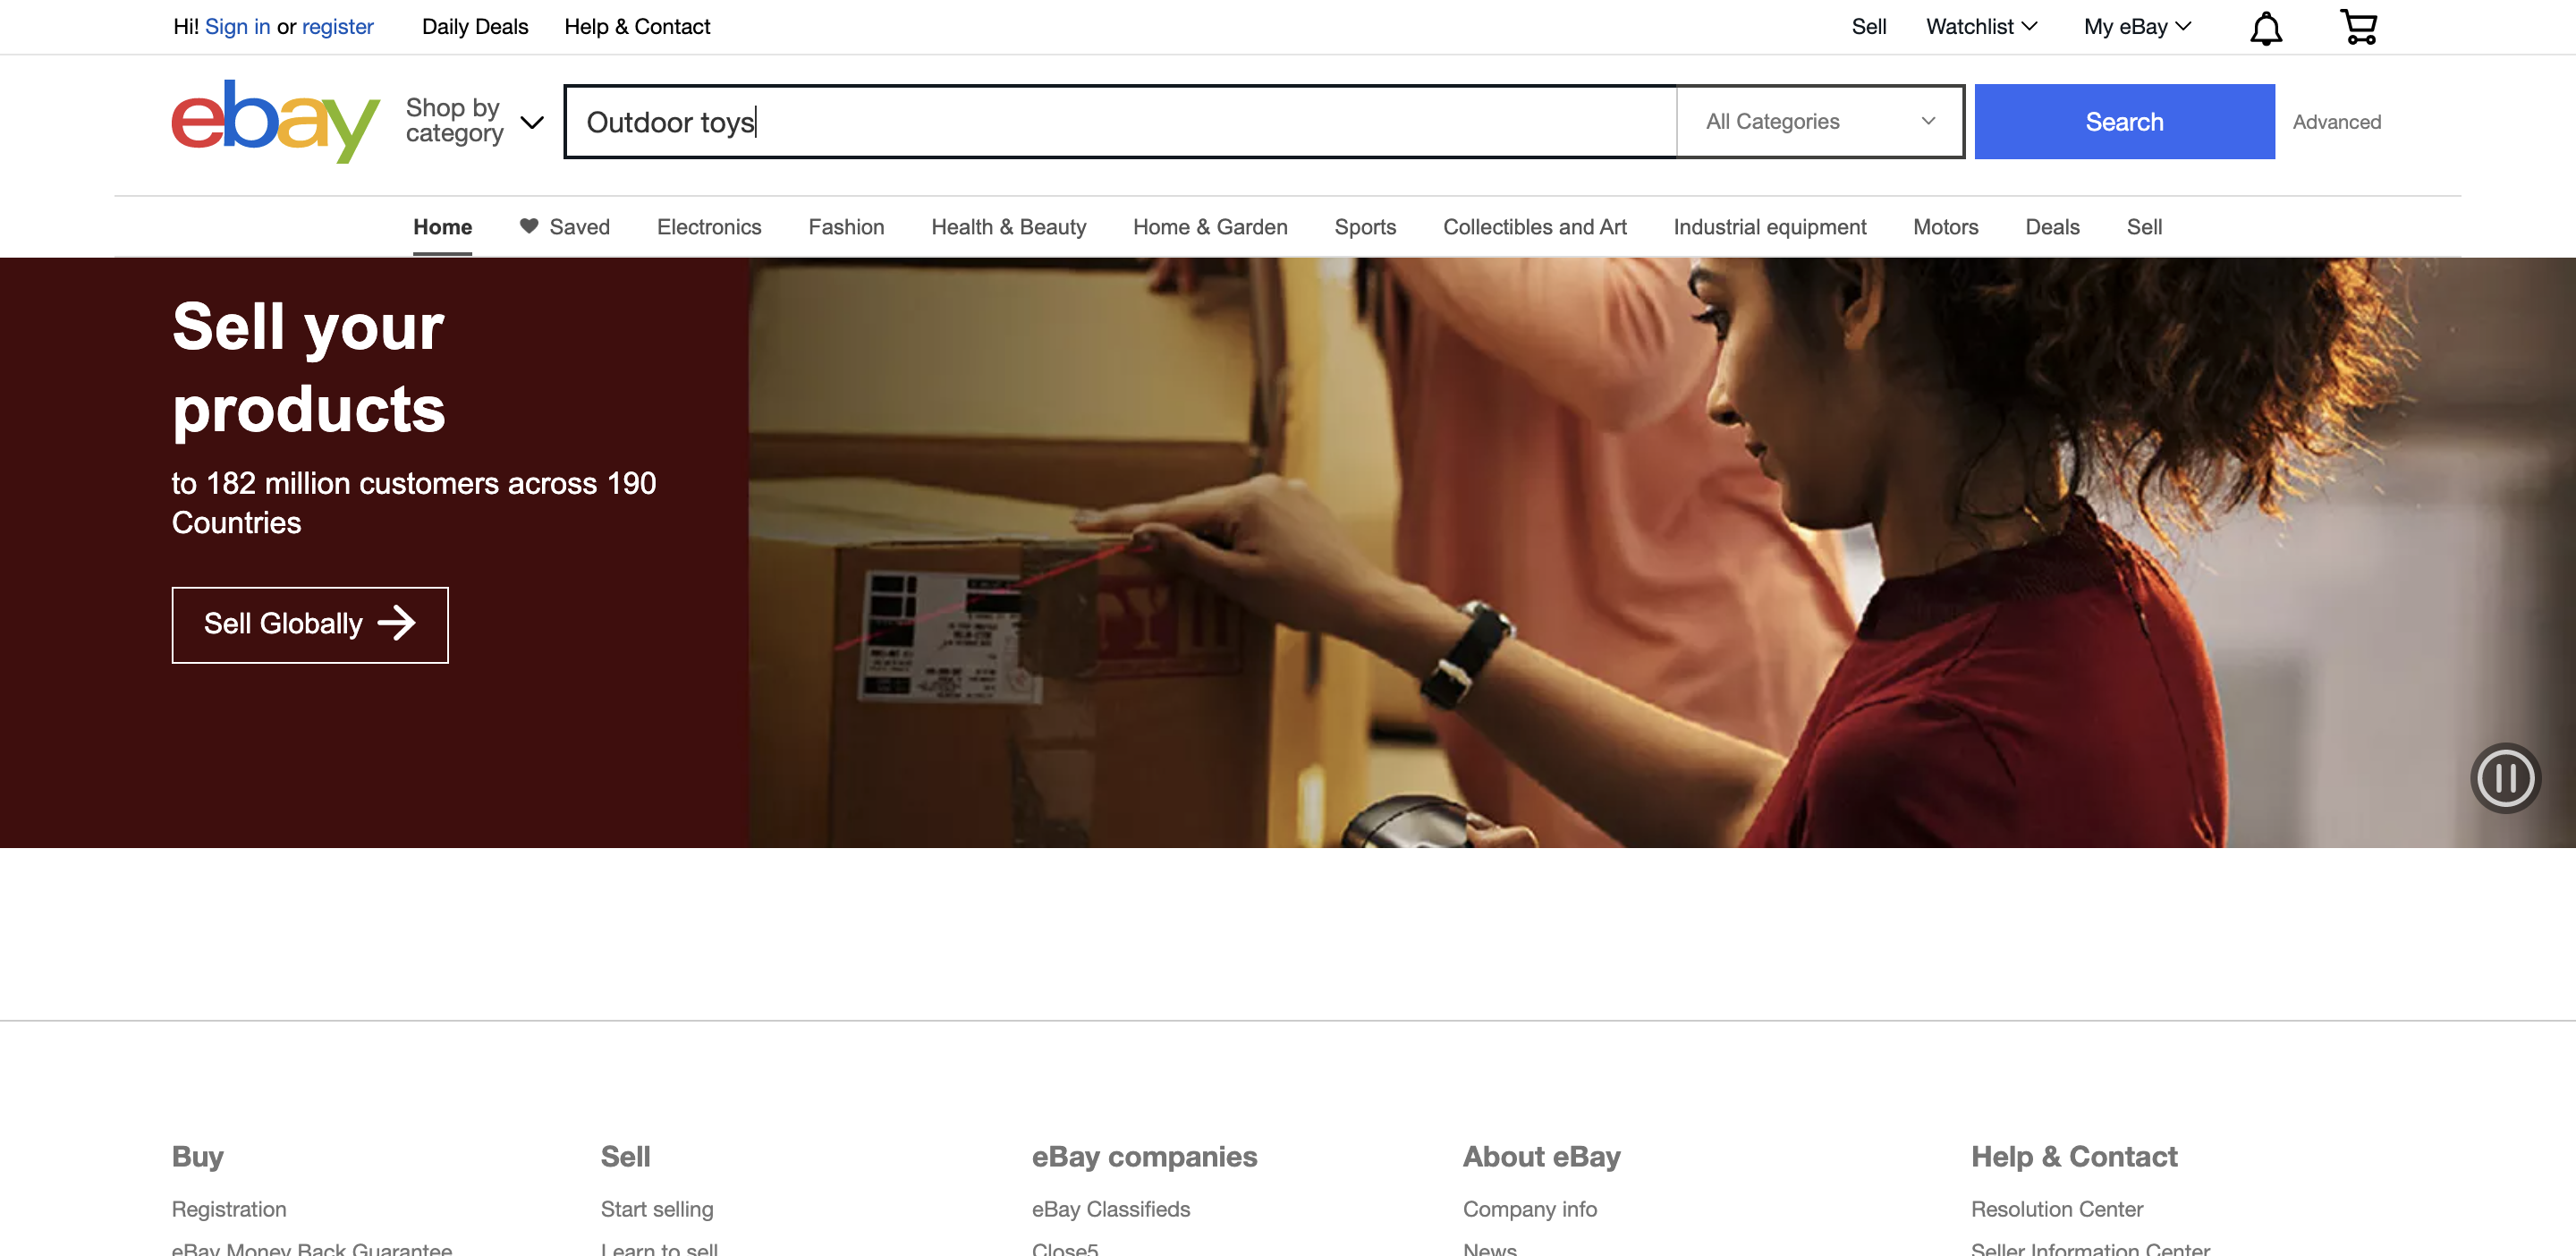 Hi! Sign in or register Daily Deals Help & Contact Sell Watchlist My eBay
ebay
Shop by
category
Outdoor toys
All Categories
Search
Advanced
Home Saved Electronics Fashion Health & Beauty Home & Garden Sports Collectibles and Art Industrial equipment Motors Deals Sell
Sell your
products
to 182 million customers across 190
Countries
Sell Globally
Buy
Registration
eBay Money Back Guarantee
Sell
Start selling
Learn to sell
eBay companies
eBay Classifieds
Close5
About eBay
Company info
News
Help & Contact
Resolution Center
Seller Information Center